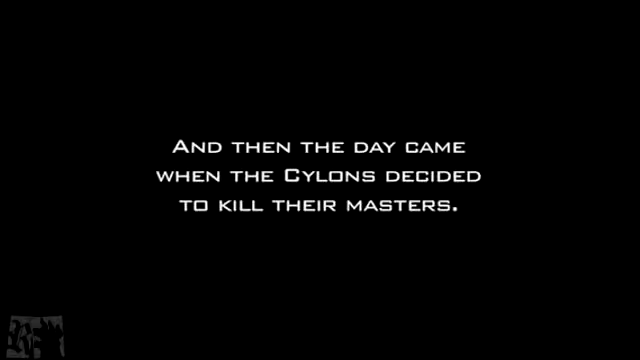 And then the day came
when the Cylons decided
to kill their masters.